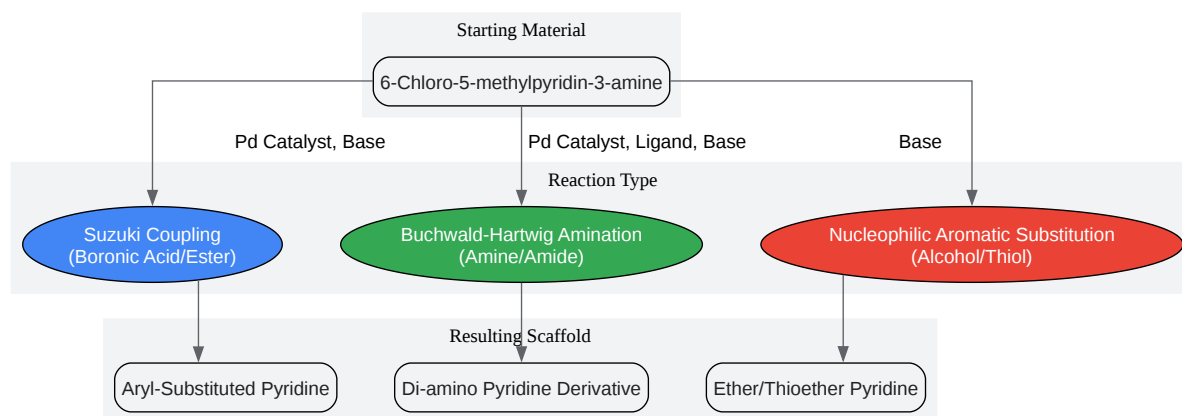 Starting Material
6-Chloro-5-methylpyridin-3-amine
Pd Catalyst, Base
Pd Catalyst, Ligand, Base
Base
Reaction Type
Suzuki Coupling
(Boronic Acid/Ester)
Buchwald-Hartwig Amination
(Amine/Amide)
Nucleophilic Aromatic Substitution
(Alcohol/Thiol)
Resulting Scaffold
Aryl-Substituted Pyridine
Di-amino Pyridine Derivative
Ether/Thioether Pyridine